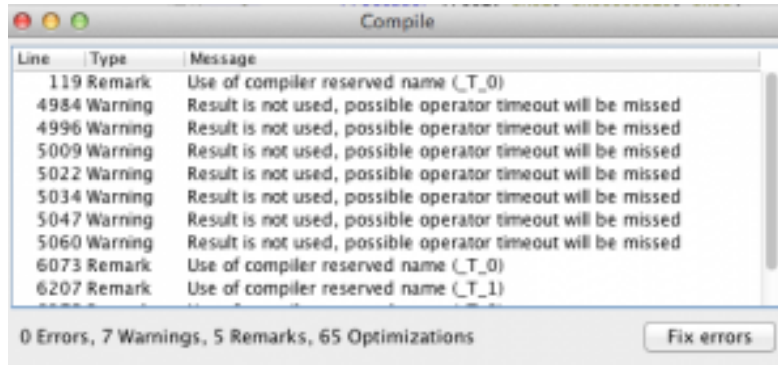 Compile
Line Type Message
119 Remark Use of compiler reserved name (_T_0)
4984 Warning Result is not used, possible operator timeout will be missed
4996 Warning Result is not used, possible operator timeout will be missed
5009 Warning Result is not used, possible operator timeout will be missed
5022 Warning Result is not used, possible operator timeout will be missed
5034 Warning Result is not used, possible operator timeout will be missed
5047 Warning Result is not used, possible operator timeout will be missed
5060 Warning Result is not used, possible operator timeout will be missed
6073 Remark Use of compiler reserved name (_T_0)
6207 Remark Use of compiler reserved name (_T_1)
0 Errors, 7 Warnings, 5 Remarks, 65 Optimizations
Fix errors